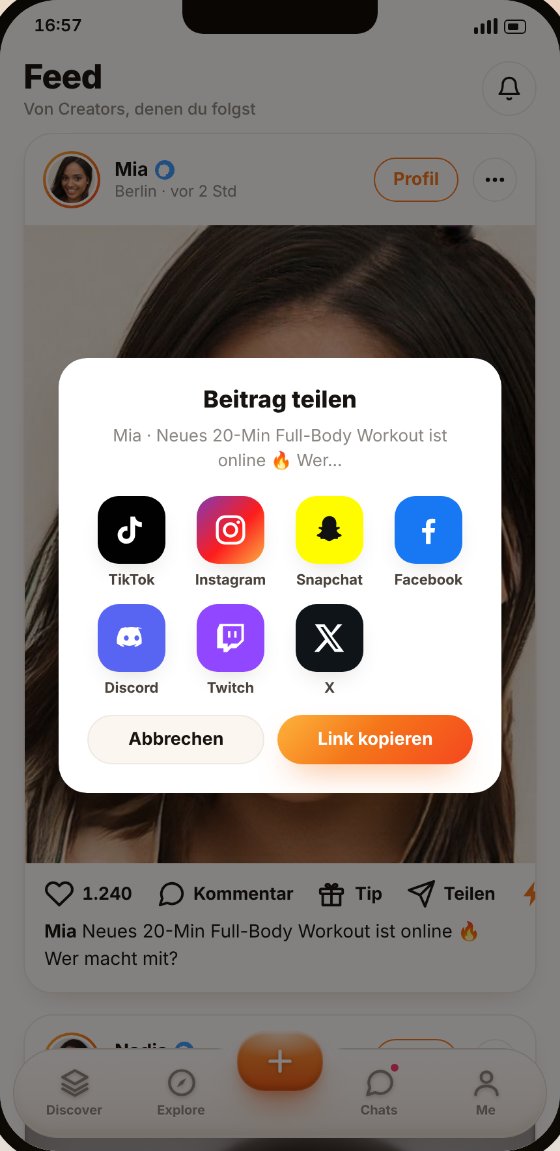 16:57
Feed
Von Creators, denen du folgst
Mia
Berlin · vor 2 Std
Profil
Beitrag teilen
Mia · Neues 20-Min Full-Body Workout ist
online 🔥 Wer...
TikTok
Instagram
Snapchat
Facebook
Discord
Twitch
X
Abbrechen
Link kopieren
1.240
Kommentar
Tip
Teilen
Mia Neues 20-Min Full-Body Workout ist online 🔥
Wer macht mit?
Discover
Explore
Chats
Me